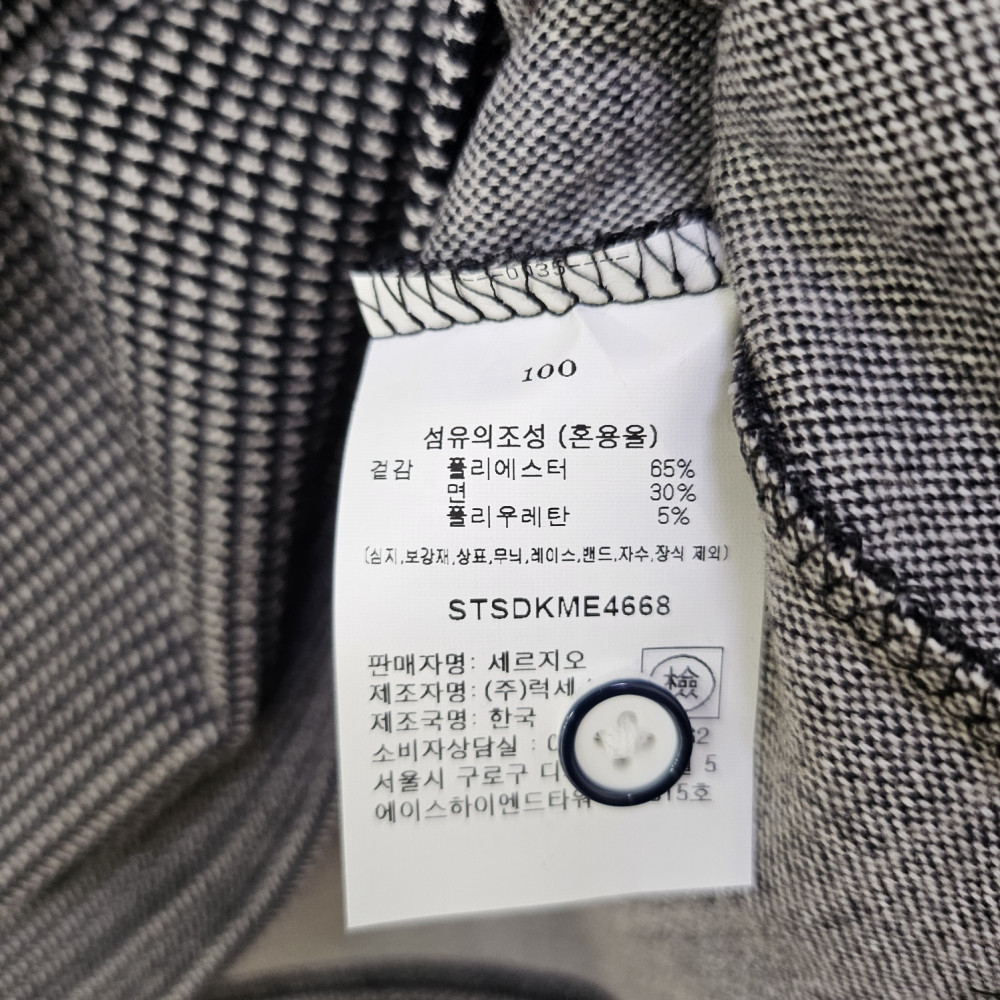 0035
100
섬유의조성 (혼용율)
겉감 폴리에스터 65%
면 30%
폴리우레탄 5%
(심지,보강재,상표,무늬,레이스,밴드,자수,장식 제외)
STSDKME4668
판매자명: 세르지오
檢
제조자명: (주)럭세
제조국명: 한국
소비자상담실 :
서울시 구로구 5
에이스하이엔드타워